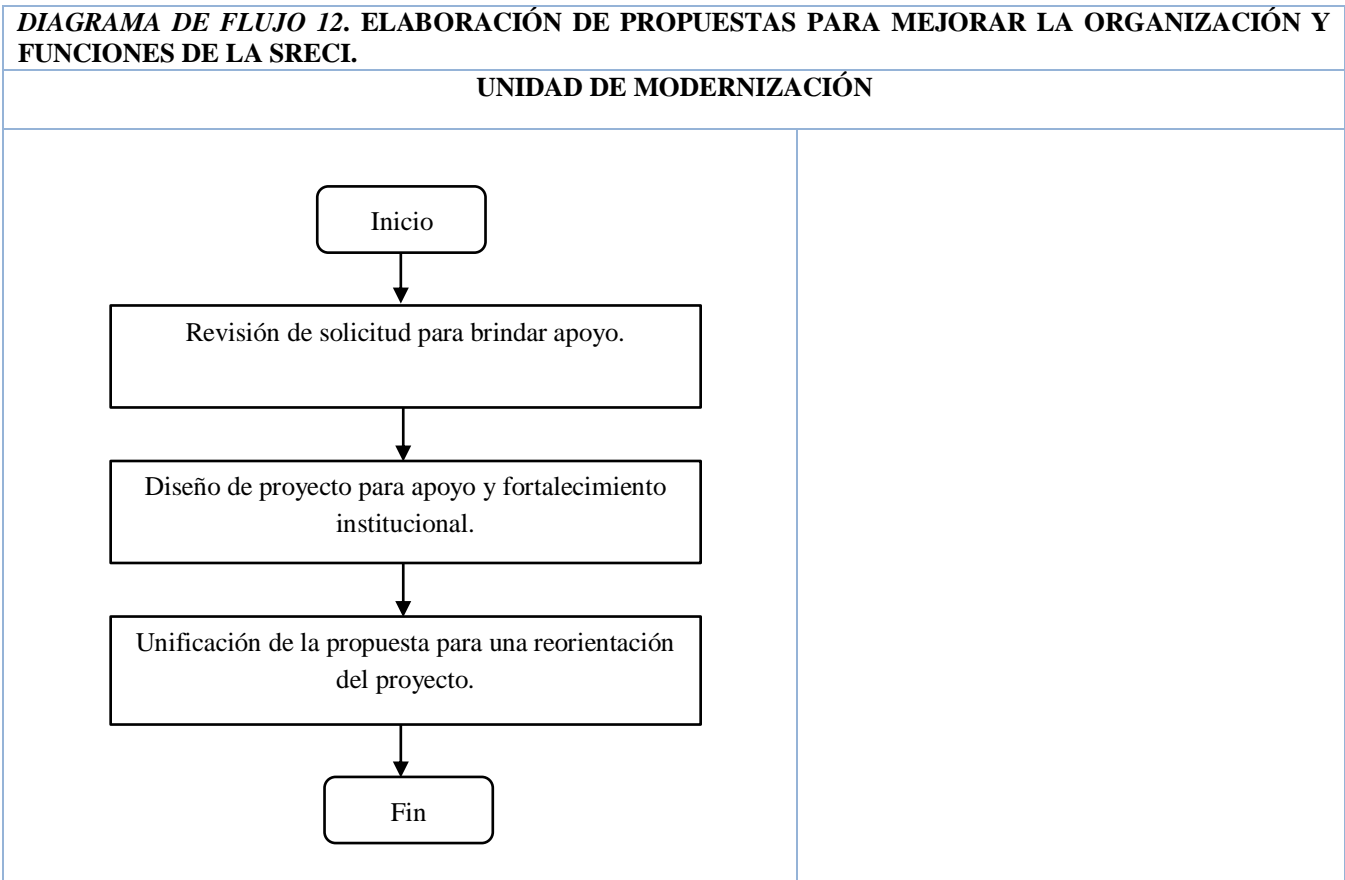 DIAGRAMA DE FLUJO 12. ELABORACIÓN DE PROPUESTAS PARA MEJORAR LA ORGANIZACIÓN Y
FUNCIONES DE LA SRECI.
UNIDAD DE MODERNIZACIÓN
Inicio
Revisión de solicitud para brindar apoyo.
Diseño de proyecto para apoyo y fortalecimiento
institucional.
Unificación de la propuesta para una reorientación
del proyecto.
Fin